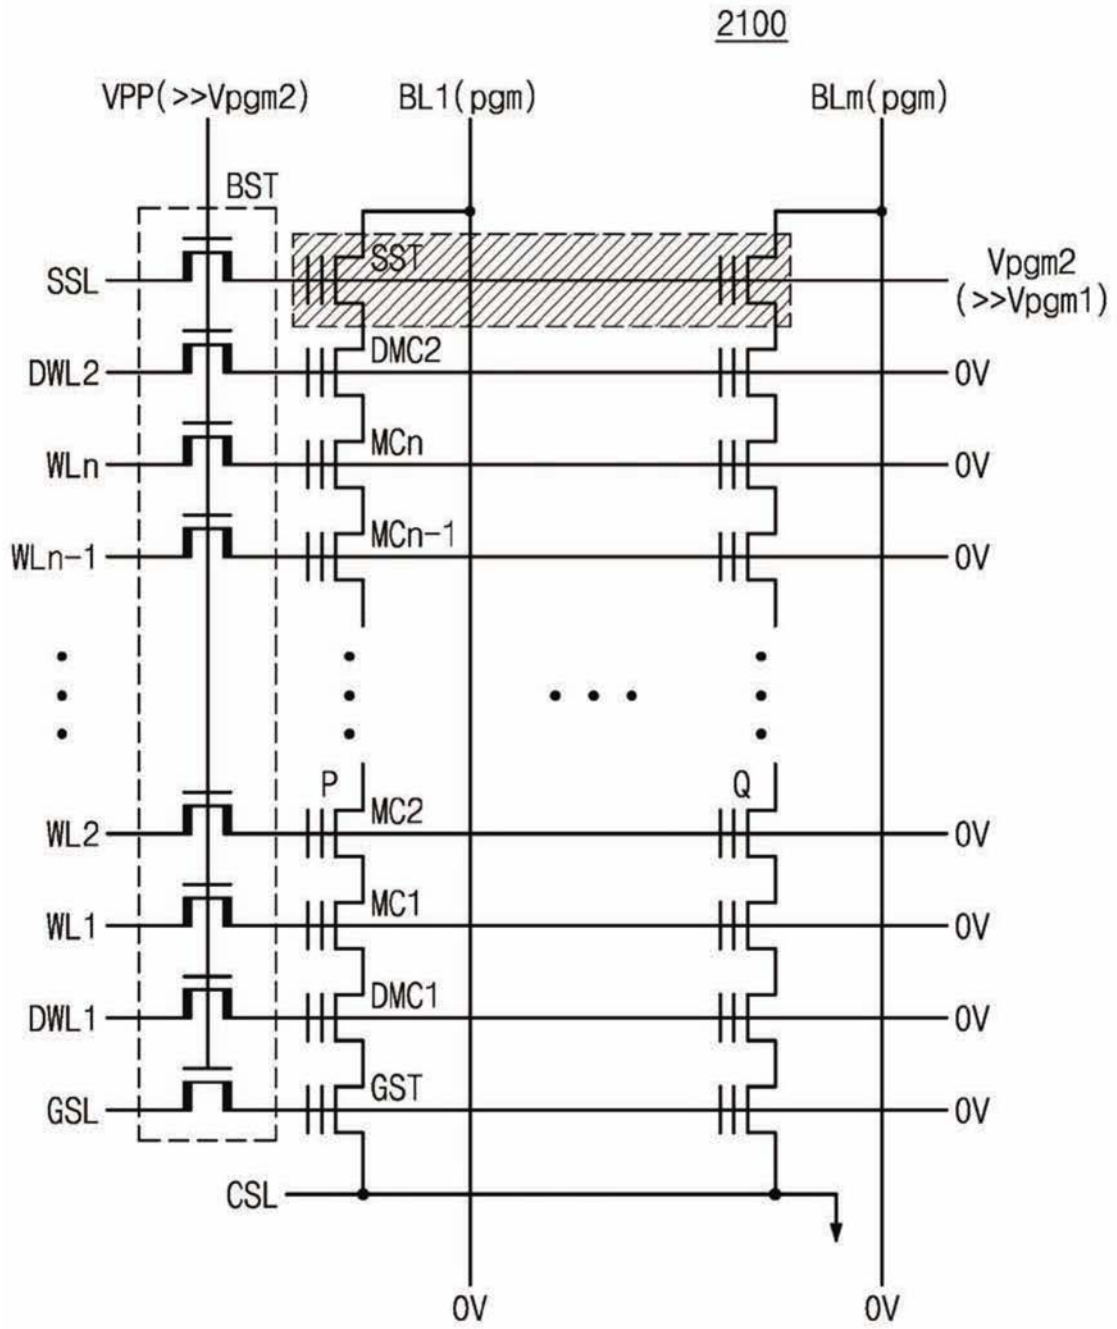 2100
VPP(>>Vpgm2)
BL1(pgm)
BLm(pgm)
BST
SSL
SST
Vpgm2
(>>Vpgm1)
DWL2
DMC2
0V
WLn
MCn
0V
WLn-1
MCn-1
0V
P
Q
WL2
MC2
0V
WL1
MC1
0V
DWL1
DMC1
0V
GSL
GST
0V
CSL
0V
0V